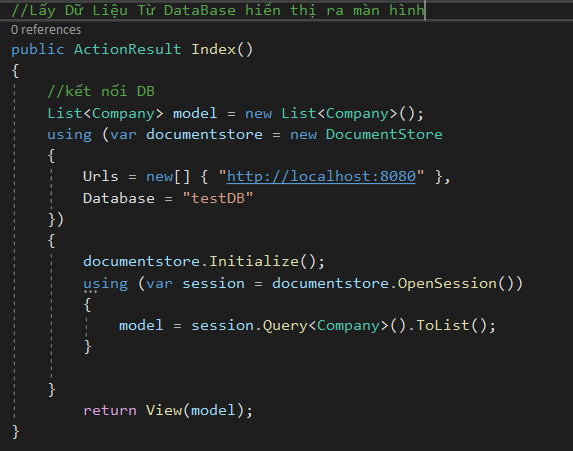 //Lấy Dữ Liệu Từ DataBase hiển thị ra màn hình
0 references
public ActionResult Index()
{
//kết nối DB
List<Company> model = new List<Company>();
using (var documentstore = new DocumentStore
{
Urls = new[] { "http://localhost:8080" },
Database = "testDB"
})
{
documentstore.Initialize();
using (var session = documentstore.OpenSession())
{
model = session.Query<Company>().ToList();
}
}
return View(model);
}